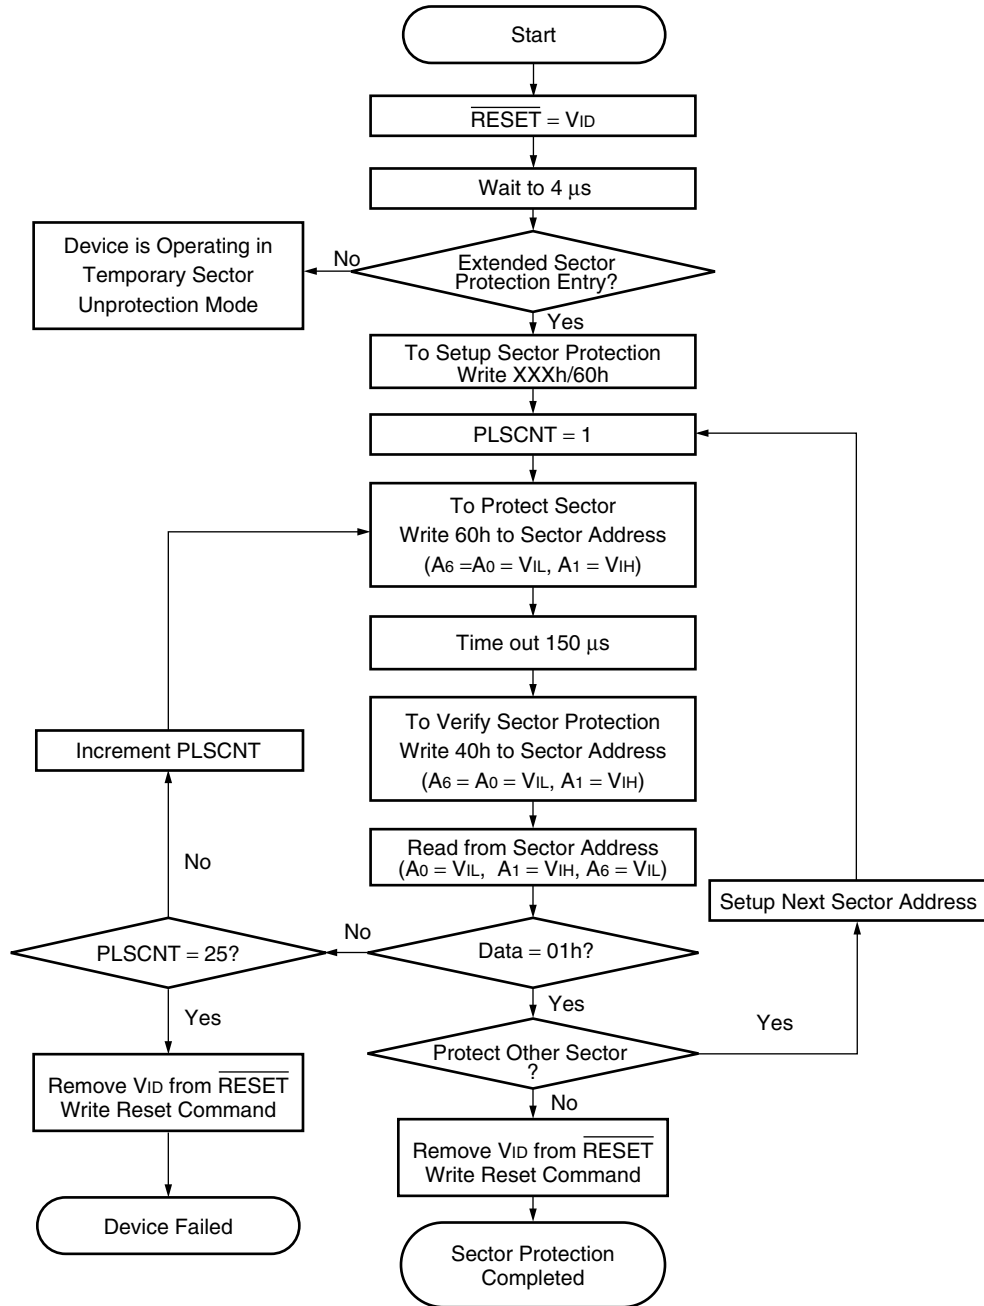 Start
RESET = VID
Wait to 4 μs
Device is Operating in
Temporary Sector
Unprotection Mode
No
Extended Sector
Protection Entry?
Yes
To Setup Sector Protection
Write XXXh/60h
PLSCNT = 1
To Protect Sector
Write 60h to Sector Address
(A6 =A0 = VIL, A1 = VIH)
Time out 150 μs
To Verify Sector Protection
Write 40h to Sector Address
(A6 = A0 = VIL, A1 = VIH)
Increment PLSCNT
Read from Sector Address
(A0 = VIL, A1 = VIH, A6 = VIL)
No
Setup Next Sector Address
PLSCNT = 25?
No
Data = 01h?
Yes
Yes
Yes
Protect Other Sector
?
Remove VID from RESET
Write Reset Command
No
Remove VID from RESET
Write Reset Command
Device Failed
Sector Protection
Completed